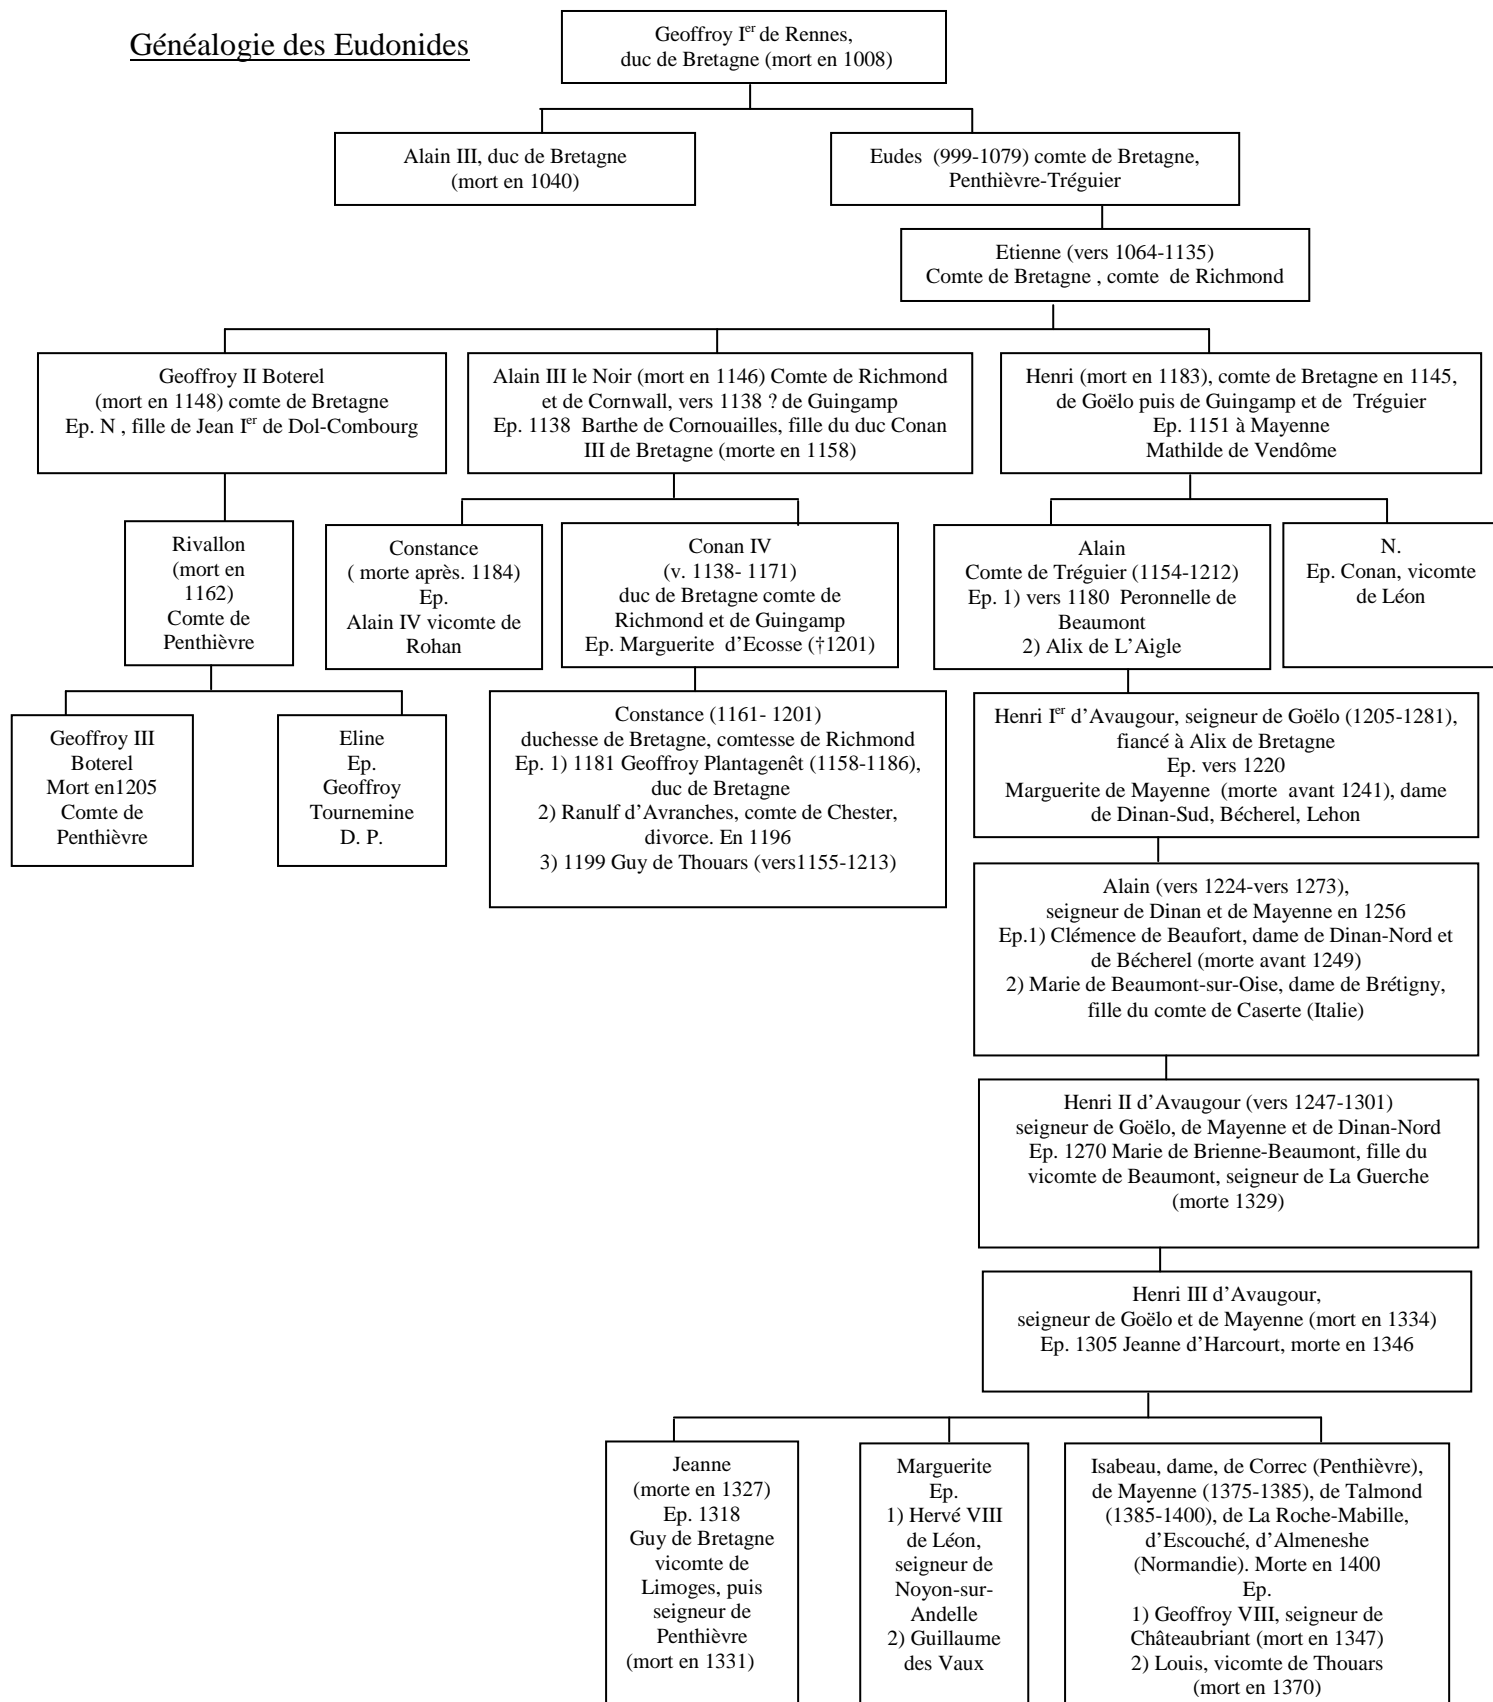 Généalogie des Eudonides
Geoffroy Ier de Rennes,
duc de Bretagne (mort en 1008)
Alain III, duc de Bretagne
(mort en 1040)
Eudes (999-1079) comte de Bretagne,
Penthièvre-Tréguier
Etienne (vers 1064-1135)
Comte de Bretagne , comte de Richmond
Geoffroy II Boterel
(mort en 1148) comte de Bretagne
Ep. N , fille de Jean Ier de Dol-Combourg
Alain III le Noir (mort en 1146) Comte de Richmond
et de Cornwall, vers 1138 ? de Guingamp
Ep. 1138 Barthe de Cornouailles, fille du duc Conan
III de Bretagne (morte en 1158)
Henri (mort en 1183), comte de Bretagne en 1145,
de Goëlo puis de Guingamp et de Tréguier
Ep. 1151 à Mayenne
Mathilde de Vendôme
Rivallon
(mort en
1162)
Comte de
Penthièvre
Constance
( morte après. 1184)
Ep.
Alain IV vicomte de
Rohan
Conan IV
(v. 1138- 1171)
duc de Bretagne comte de
Richmond et de Guingamp
Ep. Marguerite d’Ecosse (†1201)
Alain
Comte de Tréguier (1154-1212)
Ep. 1) vers 1180 Peronnelle de
Beaumont
2) Alix de L’Aigle
N.
Ep. Conan, vicomte
de Léon
Geoffroy III
Boterel
Mort en1205
Comte de
Penthièvre
Eline
Ep.
Geoffroy
Tournemine
D. P.
Constance (1161- 1201)
duchesse de Bretagne, comtesse de Richmond
Ep. 1) 1181 Geoffroy Plantagenêt (1158-1186),
duc de Bretagne
2) Ranulf d’Avranches, comte de Chester,
divorce. En 1196
3) 1199 Guy de Thouars (vers1155-1213)
Henri Ier d’Avaugour, seigneur de Goëlo (1205-1281),
fiancé à Alix de Bretagne
Ep. vers 1220
Marguerite de Mayenne (morte avant 1241), dame
de Dinan-Sud, Bécherel, Lehon
Alain (vers 1224-vers 1273),
seigneur de Dinan et de Mayenne en 1256
Ep.1) Clémence de Beaufort, dame de Dinan-Nord et
de Bécherel (morte avant 1249)
2) Marie de Beaumont-sur-Oise, dame de Brétigny,
fille du comte de Caserte (Italie)
Henri II d’Avaugour (vers 1247-1301)
seigneur de Goëlo, de Mayenne et de Dinan-Nord
Ep. 1270 Marie de Brienne-Beaumont, fille du
vicomte de Beaumont, seigneur de La Guerche
(morte 1329)
Henri III d’Avaugour,
seigneur de Goëlo et de Mayenne (mort en 1334)
Ep. 1305 Jeanne d’Harcourt, morte en 1346
Jeanne
(morte en 1327)
Ep. 1318
Guy de Bretagne
vicomte de
Limoges, puis
seigneur de
Penthièvre
(mort en 1331)
Marguerite
Ep.
1) Hervé VIII
de Léon,
seigneur de
Noyon-sur-
Andelle
2) Guillaume
des Vaux
Isabeau, dame, de Correc (Penthièvre),
de Mayenne (1375-1385), de Talmond
(1385-1400), de La Roche-Mabille,
d’Escouché, d’Almeneshe
(Normandie). Morte en 1400
Ep.
1) Geoffroy VIII, seigneur de
Châteaubriant (mort en 1347)
2) Louis, vicomte de Thouars
(mort en 1370)